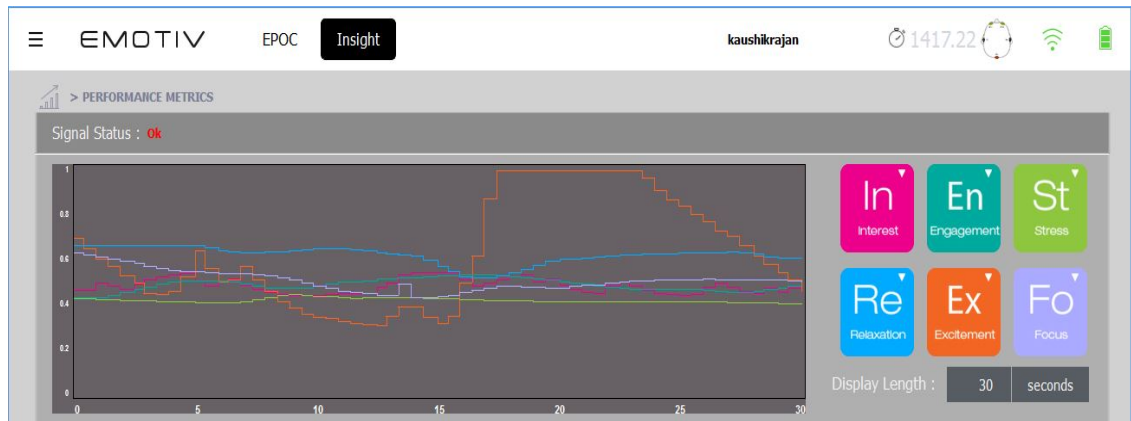 EMOTIV EPOC Insight kaushikrajan 1417.22
> PERFORMANCE METRICS
Signal Status : Ok
1
0.8
0.6
0.4
0.2
0
0 5 10 15 20 25 30
In
Interest
En
Engagement
St
Stress
Re
Relaxation
Ex
Excitement
Fo
Focus
Display Length : 30 seconds